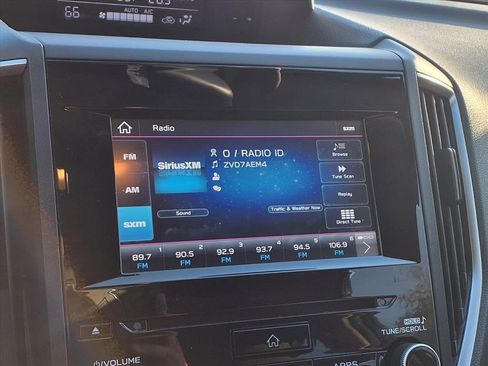 66 AUTO A/C
Radio sxm
FM
AM
sxm
SiriusXM
0 / RADIO ID
ZVD7AEM4
Browse
Tune Scan
Replay
Direct Tune
Sound
Traffic & Weather Now
1 2 3 4 5 6
89.7 90.5 92.9 93.7 94.5 106.9
FM FM FM FM FM FM
VOLUME
HOLD
TUNE/SCROLL
APPS